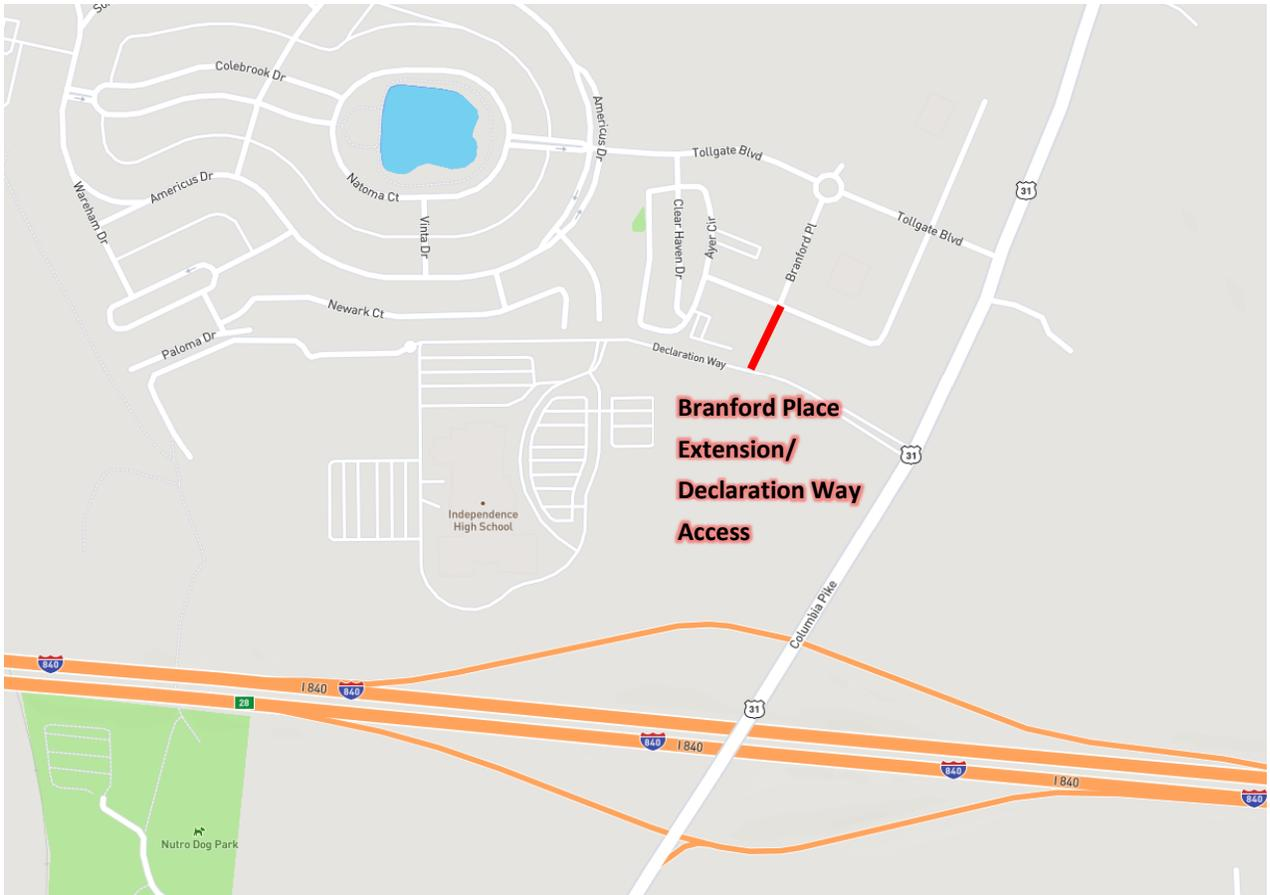 Colebrook Dr
Americus Dr
Tollgate Blvd
31
Natoma Ct
Americus Dr
Wareham Dr
Vinta Dr
Clear Haven Dr
Ayer Cir
Branford Pl
Tollgate Blvd
Newark Ct
Paloma Dr
Declaration Way
Branford Place
Extension/
Declaration Way
Access
31
Independence
High School
Columbia Pike
840
I 840
840
28
31
840
I 840
840
I 840
840
Nutro Dog Park